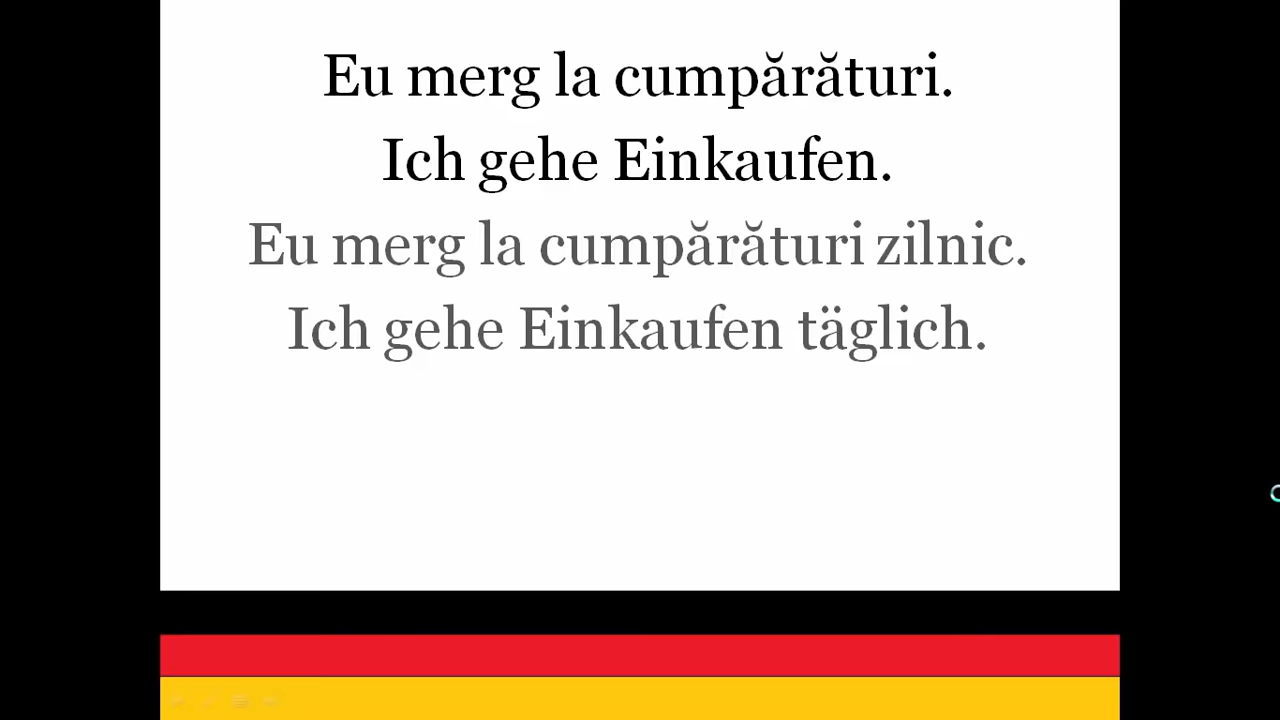 Eu merg la cumpărături.
Ich gehe Einkaufen.
Eu merg la cumpărături zilnic.
Ich gehe Einkaufen täglich.